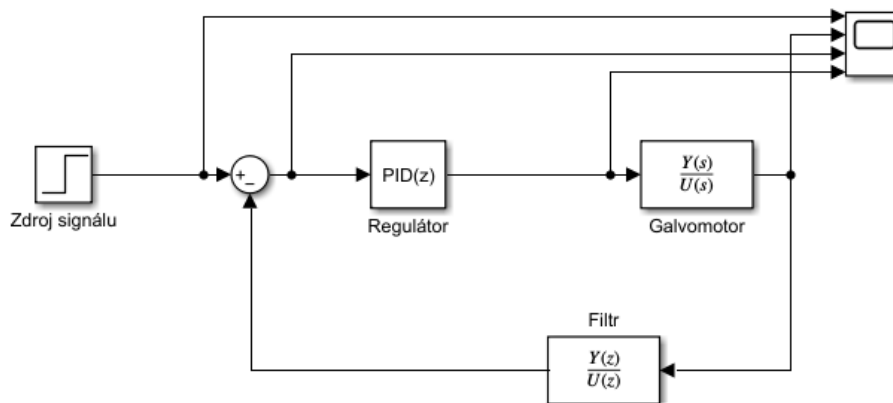 +
−
PID(z)
Y(s)
U(s)
Zdroj signálu
Regulátor
Galvomotor
Filtr
Y(z)
U(z)